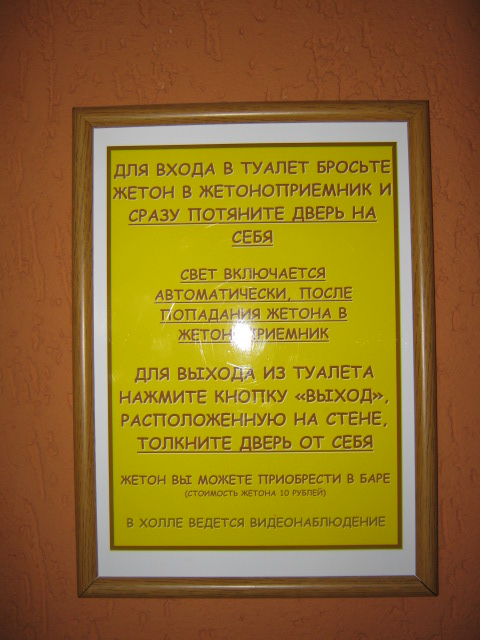 ДЛЯ ВХОДА В ТУАЛЕТ БРОСЬТЕ
ЖЕТОН В ЖЕТОНОПРИЕМНИК И
СРАЗУ ПОТЯНИТЕ ДВЕРЬ НА
СЕБЯ
СВЕТ ВКЛЮЧАЕТСЯ
АВТОМАТИЧЕСКИ, ПОСЛЕ
ПОПАДАНИЯ ЖЕТОНА В
ЖЕТОНОПРИЕМНИК
ДЛЯ ВЫХОДА ИЗ ТУАЛЕТА
НАЖМИТЕ КНОПКУ «ВЫХОД»,
РАСПОЛОЖЕННУЮ НА СТЕНЕ,
ТОЛКНИТЕ ДВЕРЬ ОТ СЕБЯ
ЖЕТОН ВЫ МОЖЕТЕ ПРИОБРЕСТИ В БАРЕ
(СТОИМОСТЬ ЖЕТОНА 10 РУБЛЕЙ)
В ХОЛЛЕ ВЕДЕТСЯ ВИДЕОНАБЛЮДЕНИЕ